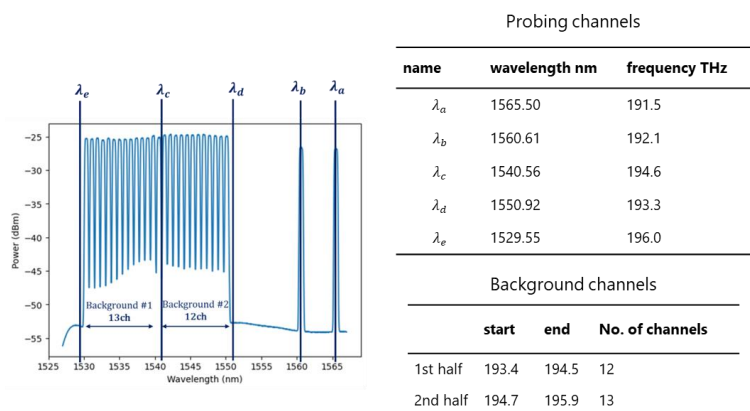 λe λc λd λb λa
−25
−30
−35
−40
−45
−50
−55
Power (dBm)
Background #1
13ch
Background #2
12ch
1525 1530 1535 1540 1545 1550 1555 1560 1565
Wavelength (nm)
Probing channels
name wavelength nm frequency THz
λa 1565.50 191.5
λb 1560.61 192.1
λc 1540.56 194.6
λd 1550.92 193.3
λe 1529.55 196.0
Background channels
start end No. of channels
1st half 193.4 194.5 12
2nd half 194.7 195.9 13